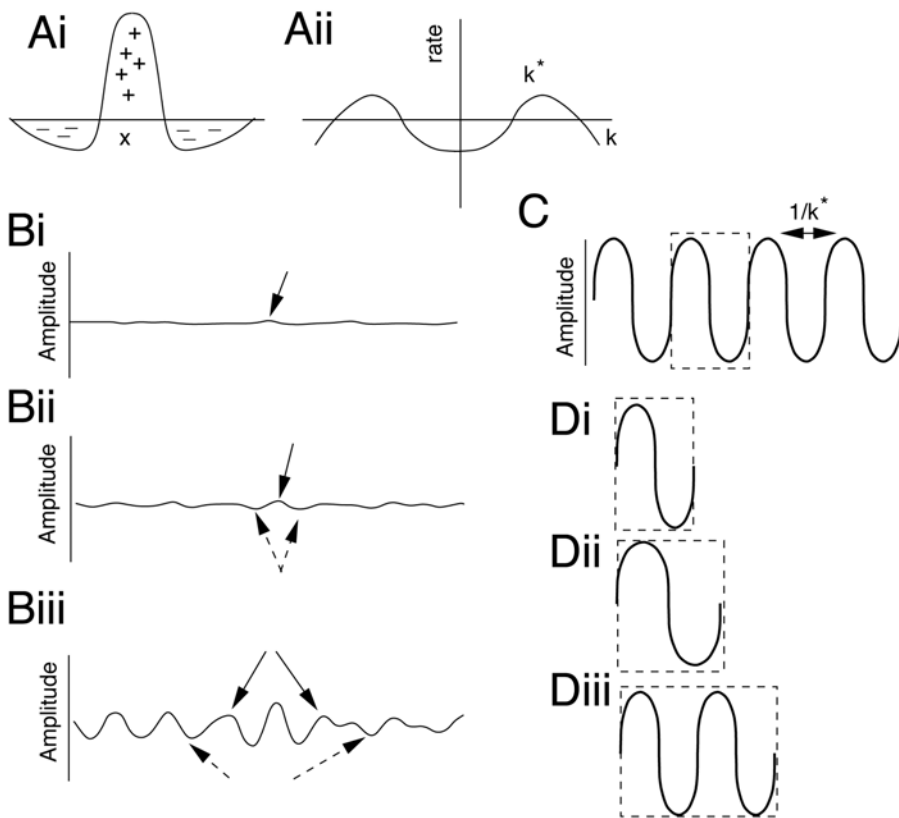 Ai
+
+ +
+
+
x
− − −
− − −
Aii
rate
k*
k
Bi
Amplitude
Bii
Amplitude
Biii
Amplitude
C
1/k*
Amplitude
Di
Dii
Diii